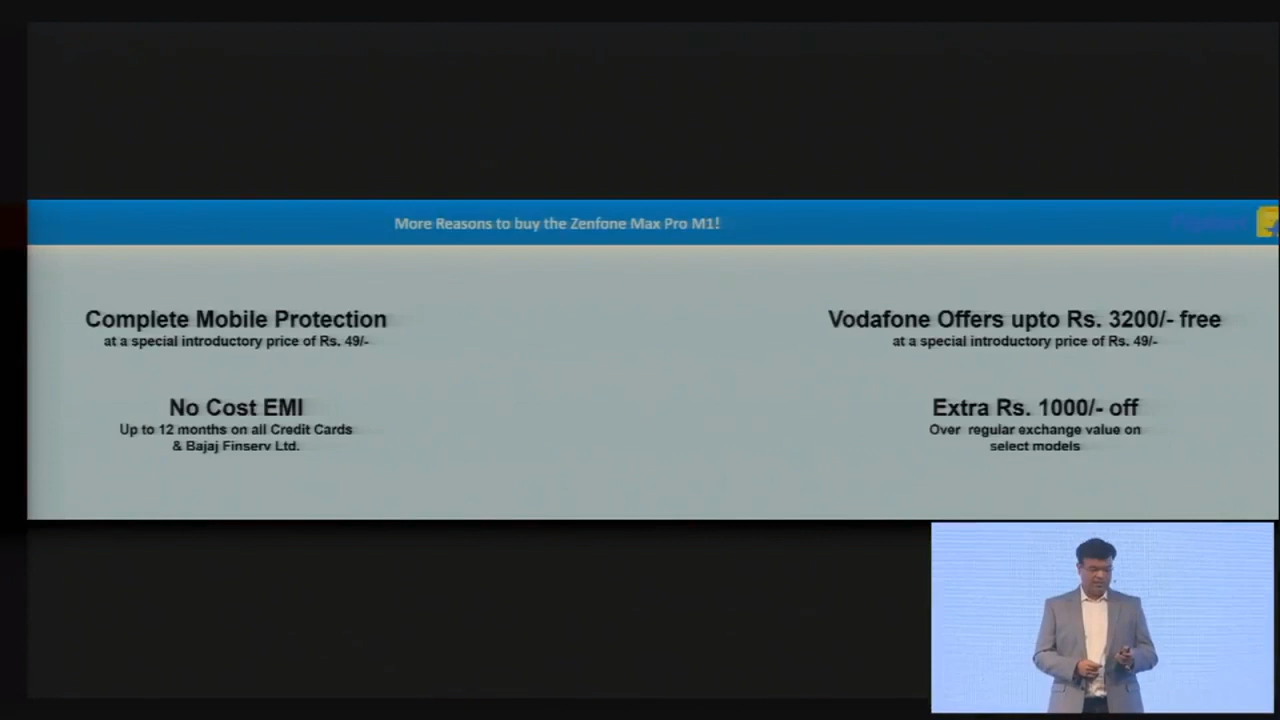 More Reasons to buy the Zenfone Max Pro M1!
Complete Mobile Protection
at a special introductory price of Rs. 49/-
Vodafone Offers upto Rs. 3200/- free
at a special introductory price of Rs. 49/-
No Cost EMI
Up to 12 months on all Credit Cards
& Bajaj Finserv Ltd.
Extra Rs. 1000/- off
Over regular exchange value on
select models